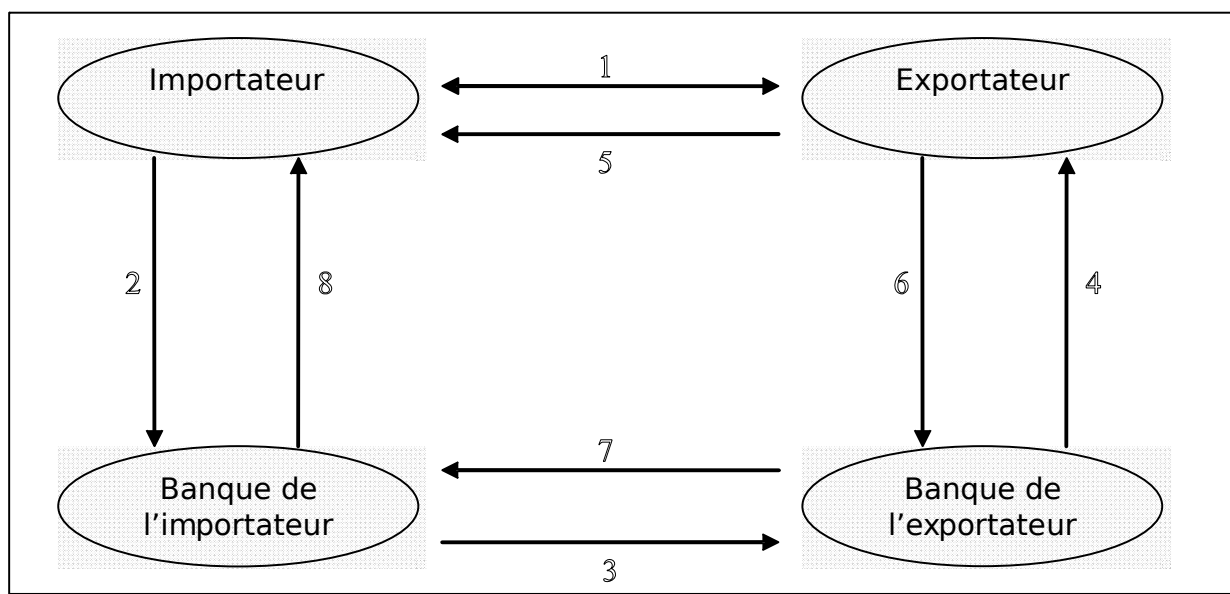 Importateur
1
Exportateur
5
2
8
6
4
Banque de
l’importateur
7
3
Banque de
l’exportateur